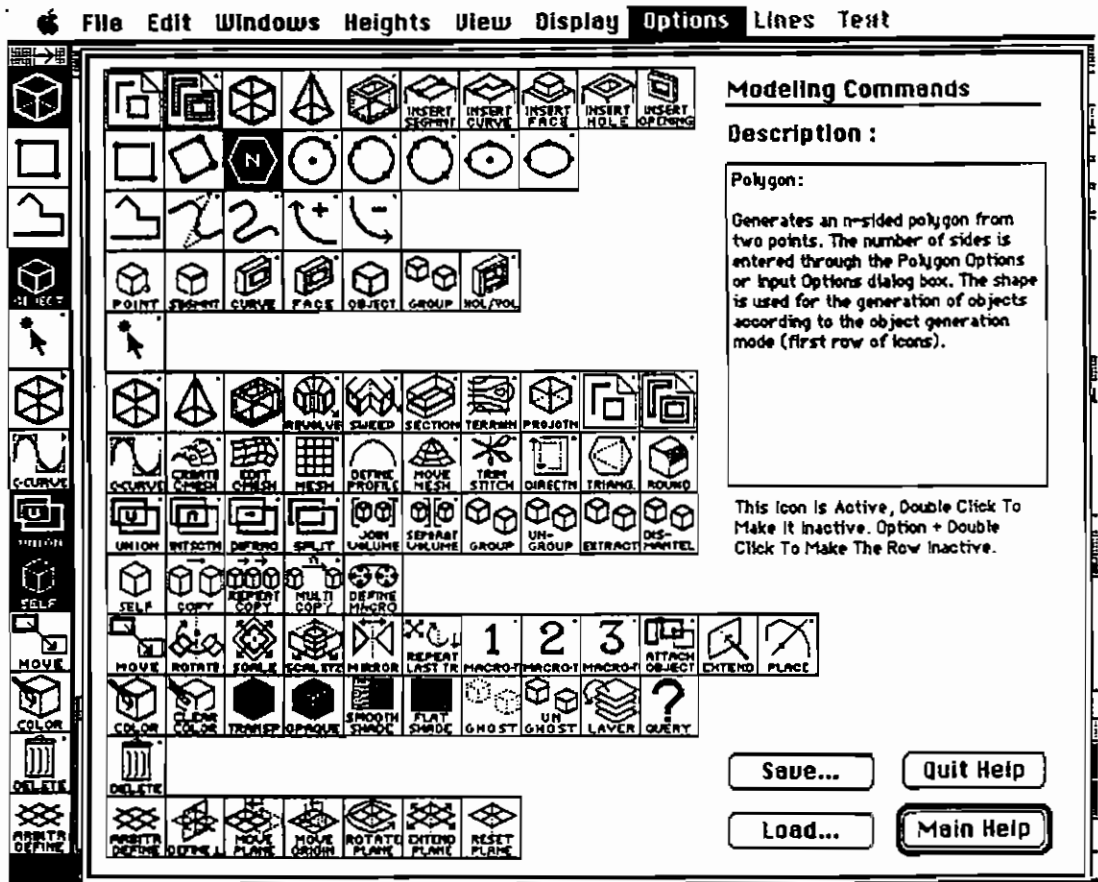 File Edit Windows Heights View Display Options Lines Text
INSERT SEGMNT INSERT CURVE INSERT FACE INSERT HOLE INSERT OPENING
N
POINT SEGMNT CURVE FACE OBJECT GROUP HOL/VOL
REVOLVE SWEEP SECTION TERRAIN PROJCTN
C-CURVE CREATE C-MESH EDIT C-MESH MESH DEFINE PROFILE MOVE MESH TRIM STITCH DIRECTN TRIANG. ROUND
UNION INTSCTN DIFRNC SPLIT JOIN VOLUME SEPARAT VOLUME GROUP UN-GROUP EXTRACT DIS-MANTEL
SELF COPY REPEAT COPY MULTI COPY DEFINE MACRO
MOVE ROTATE SCALE MIRROR REPEAT LAST TR 1 MACRO-T 2 MACRO-T 3 MACRO-T ATTACH OBJECT EXTEND PLACE
COLOR CLEAR COLOR TRANSP OPAQUE SMOOTH SHADE FLAT SHADE GHOST UN GHOST LAYER QUERY
DELETE
ARBITR DEFINE DEFINE MOVE PLANE MOVE ORIGIN ROTATE PLANE EXTEND PLANE RESET PLANE
OBJECT
C-CURVE
UNION
SELF
MOVE
COLOR
DELETE
ARBITR
DEFINE
Modeling Commands
Description :
Polygon:
Generates an n-sided polygon from
two points. The number of sides is
entered through the Polygon Options
or Input Options dialog box. The shape
is used for the generation of objects
according to the object generation
mode (first row of icons).
This Icon Is Active, Double Click To
Make It Inactive. Option + Double
Click To Make The Row Inactive.
Save... Quit Help
Load... Main Help